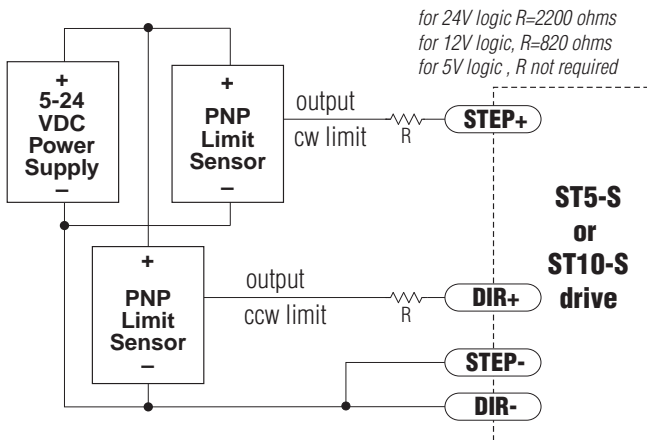 for 24V logic R=2200 ohms
for 12V logic, R=820 ohms
for 5V logic , R not required
+
5-24
VDC
Power
Supply
–
+
PNP
Limit
Sensor
–
output
cw limit
R
STEP+
ST5-S
or
ST10-S
drive
+
PNP
Limit
Sensor
–
output
ccw limit
R
DIR+
STEP-
DIR-